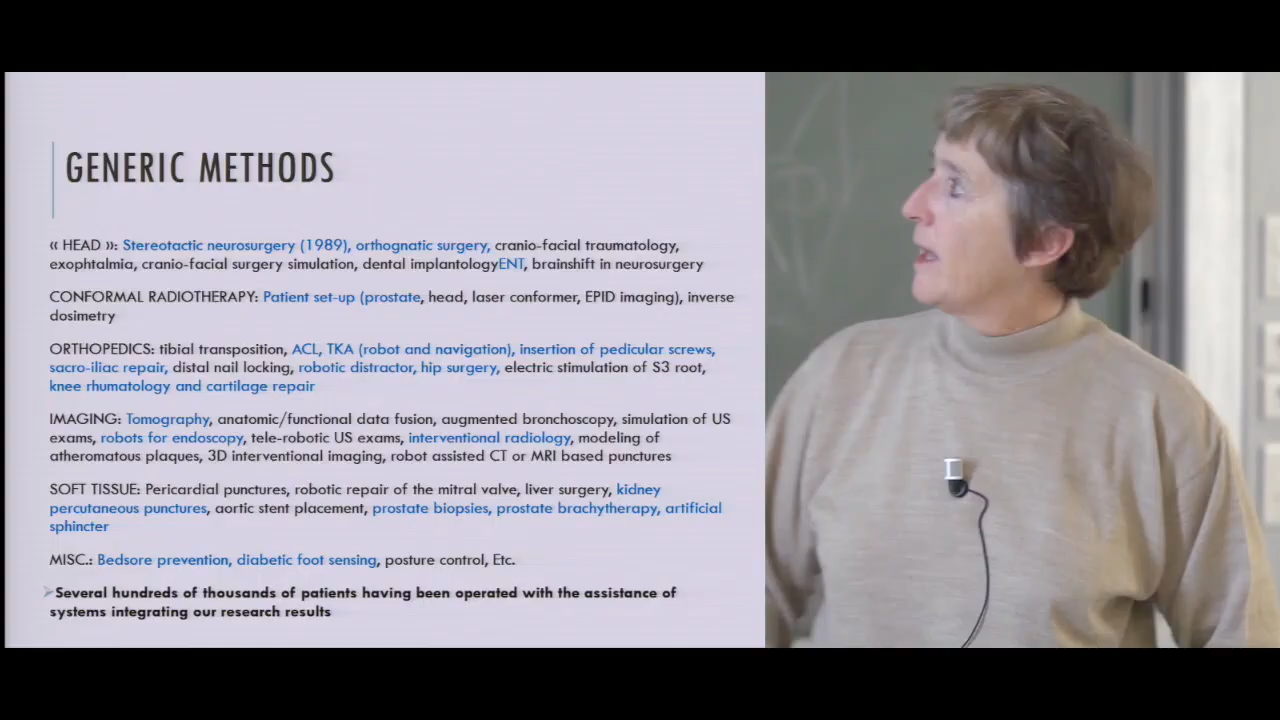 GENERIC METHODS
« HEAD »: Stereotactic neurosurgery (1989), orthognatic surgery, cranio-facial traumatology,
exophtalmia, cranio-facial surgery simulation, dental implantologyENT, brainshift in neurosurgery
CONFORMAL RADIOTHERAPY: Patient set-up (prostate, head, laser conformer, EPID imaging), inverse
dosimetry
ORTHOPEDICS: tibial transposition, ACL, TKA (robot and navigation), insertion of pedicular screws,
sacro-iliac repair, distal nail locking, robotic distractor, hip surgery, electric stimulation of S3 root,
knee rhumatology and cartilage repair
IMAGING: Tomography, anatomic/functional data fusion, augmented bronchoscopy, simulation of US
exams, robots for endoscopy, tele-robotic US exams, interventional radiology, modeling of
atheromatous plaques, 3D interventional imaging, robot assisted CT or MRI based punctures
SOFT TISSUE: Pericardial punctures, robotic repair of the mitral valve, liver surgery, kidney
percutaneous punctures, aortic stent placement, prostate biopsies, prostate brachytherapy, artificial
sphincter
MISC.: Bedsore prevention, diabetic foot sensing, posture control, Etc.
Several hundreds of thousands of patients having been operated with the assistance of
systems integrating our research results